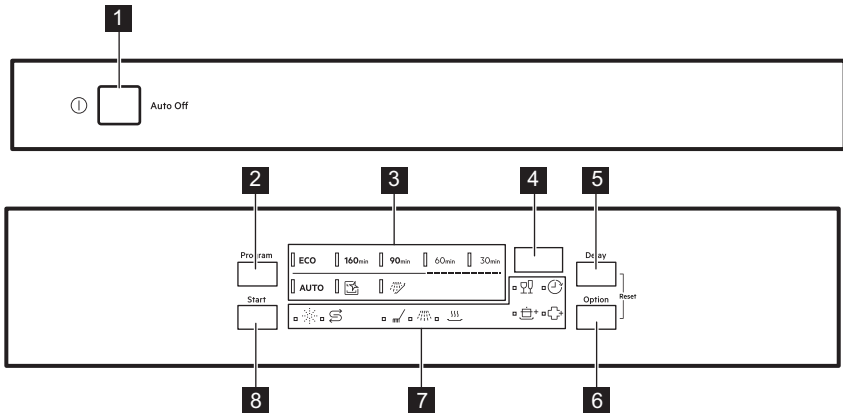 1
Auto Off
2
3
4
5
Program
Delay
ECO 160min 90min 60min 30min
AUTO
Start
Option
Reset
8
7
6